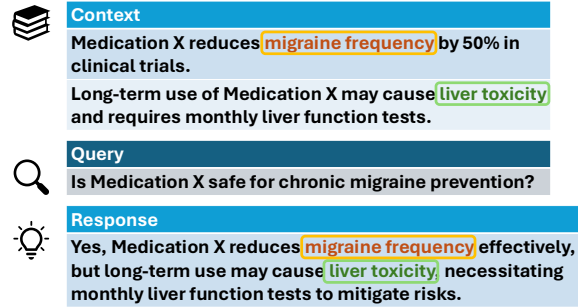 Context
Medication X reduces migraine frequency by 50% in
clinical trials.
Long-term use of Medication X may cause liver toxicity
and requires monthly liver function tests.
Query
Is Medication X safe for chronic migraine prevention?
Response
Yes, Medication X reduces migraine frequency effectively,
but long-term use may cause liver toxicity, necessitating
monthly liver function tests to mitigate risks.